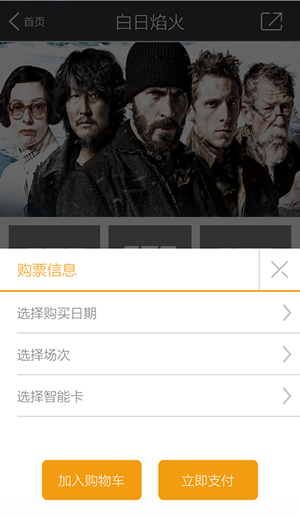 首页
白日焰火
购票信息
选择购买日期
选择场次
选择智能卡
加入购物车
立即支付